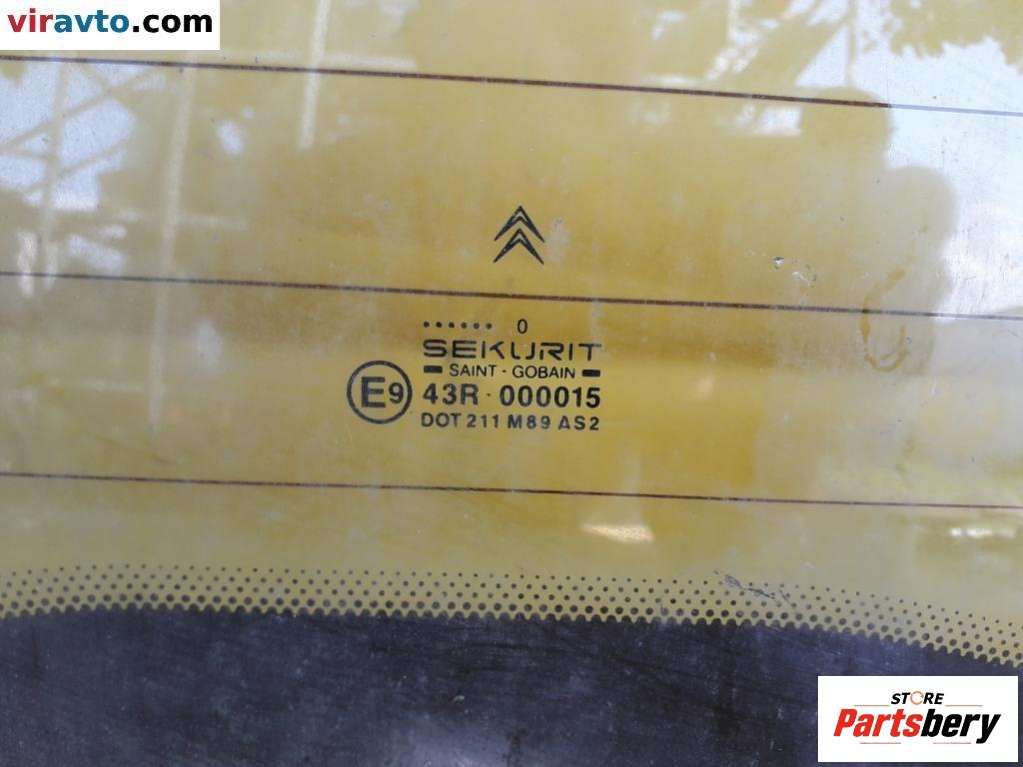 viravto.com
...... 0
SEKURIT
SAINT - GOBAIN
E9 43R - 000015
DOT 211 M89 AS2
STORE
Partsbery